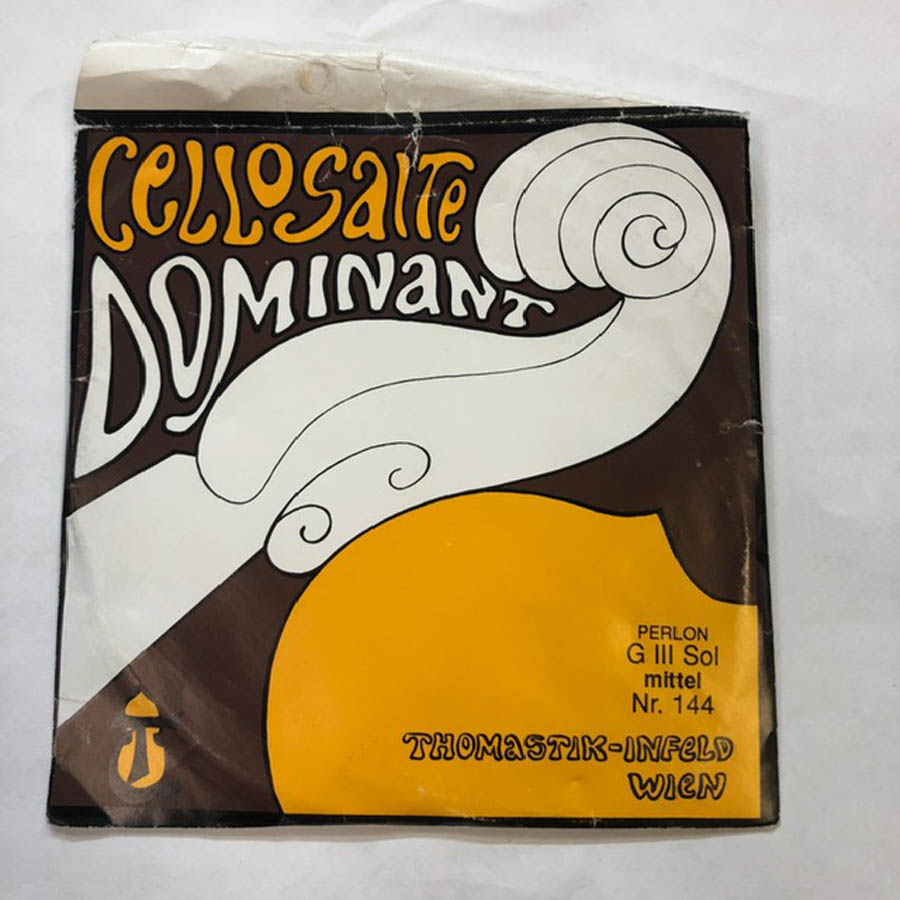 CELLOSAITE
DOMINANT
PERLON
G III Sol
mittel
Nr. 144
THOMASTIK-INFELD
WIEN